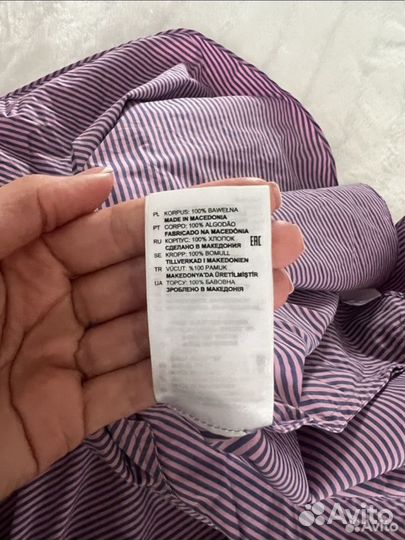 PL KORPUS: 100% BAWEŁNA
MADE IN MACEDONIA
PT CORPO: 100% ALGODÃO
FABRICADO NA MACEDÓNIA
RU КОРПУС: 100% ХЛОПОК
СДЕЛАНО В МАКЕДОНИЯ
SE KROPP: 100% BOMULL
TILLVERKAD I MAKEDONIEN
TR VÜCUT: %100 PAMUK
MAKEDONYA'DA ÜRETİLMİŞTİR
UA ТОРСУ: 100% БАВОВНА
ЗРОБЛЕНО В МАКЕДОНІЯ
EAC
Avito
Avito